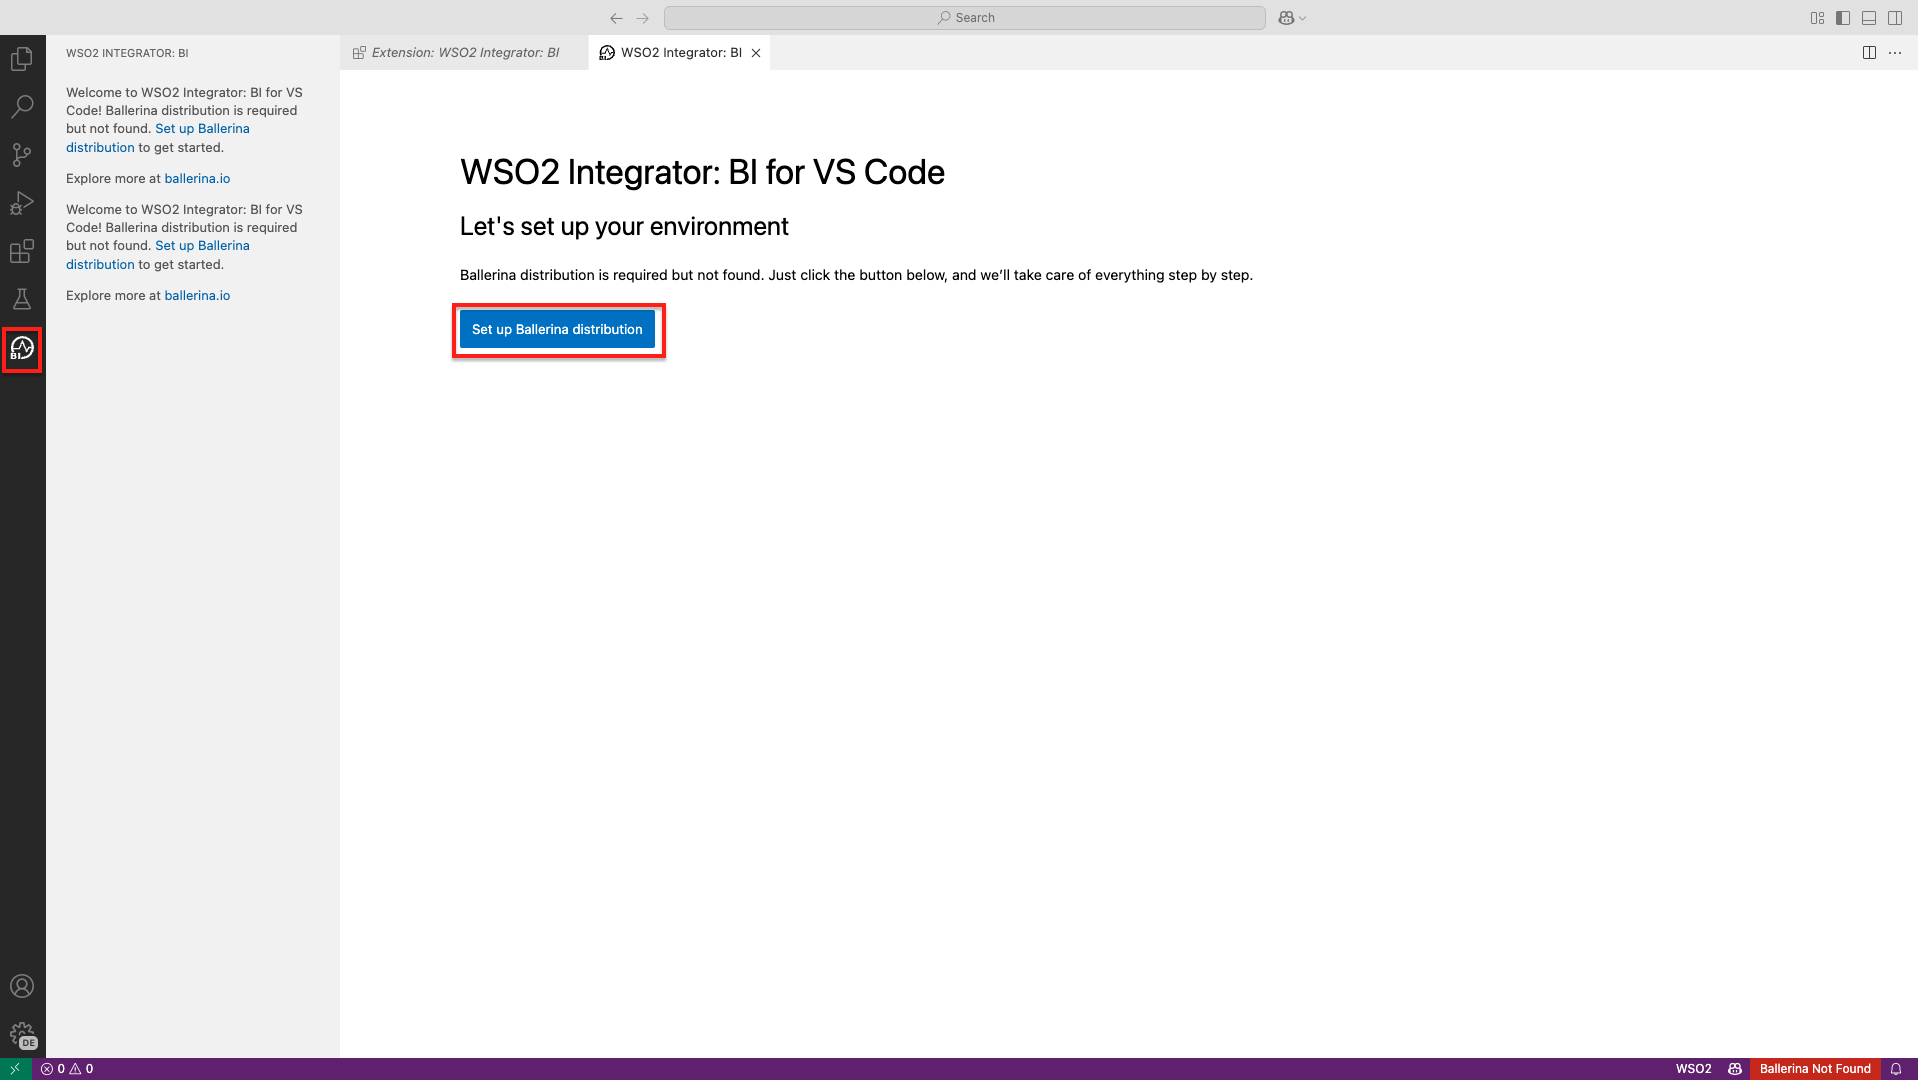 Search
WSO2 INTEGRATOR: BI
Extension: WSO2 Integrator: BI
WSO2 Integrator: BI
Welcome to WSO2 Integrator: BI for VS
Code! Ballerina distribution is required
but not found. Set up Ballerina
distribution to get started.
Explore more at ballerina.io
Welcome to WSO2 Integrator: BI for VS
Code! Ballerina distribution is required
but not found. Set up Ballerina
distribution to get started.
Explore more at ballerina.io
BI
WSO2 Integrator: BI for VS Code
Let's set up your environment
Ballerina distribution is required but not found. Just click the button below, and we’ll take care of everything step by step.
Set up Ballerina distribution
DE
0 0
WSO2
Ballerina Not Found